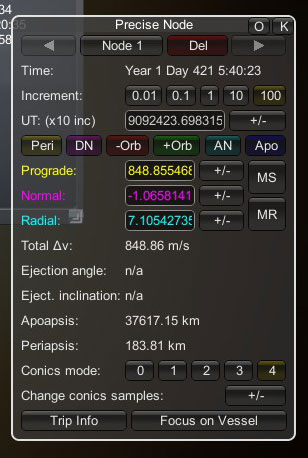 34
20:35
58
Precise Node
O
K
Node 1
Del
Time:
Year 1 Day 421 5:40:23
Increment:
0.01
0.1
1
10
100
UT: (x10 inc)
9092423.698315
+/-
Peri
DN
-Orb
+Orb
AN
Apo
Prograde:
848.855468
+/-
MS
Normal:
-1.0658141
+/-
MR
Radial:
7.10542735
+/-
Total Δv:
848.86 m/s
Ejection angle:
n/a
Eject. inclination:
n/a
Apoapsis:
37617.15 km
Periapsis:
183.81 km
Conics mode:
0
1
2
3
4
Change conics samples:
+/-
Trip Info
Focus on Vessel